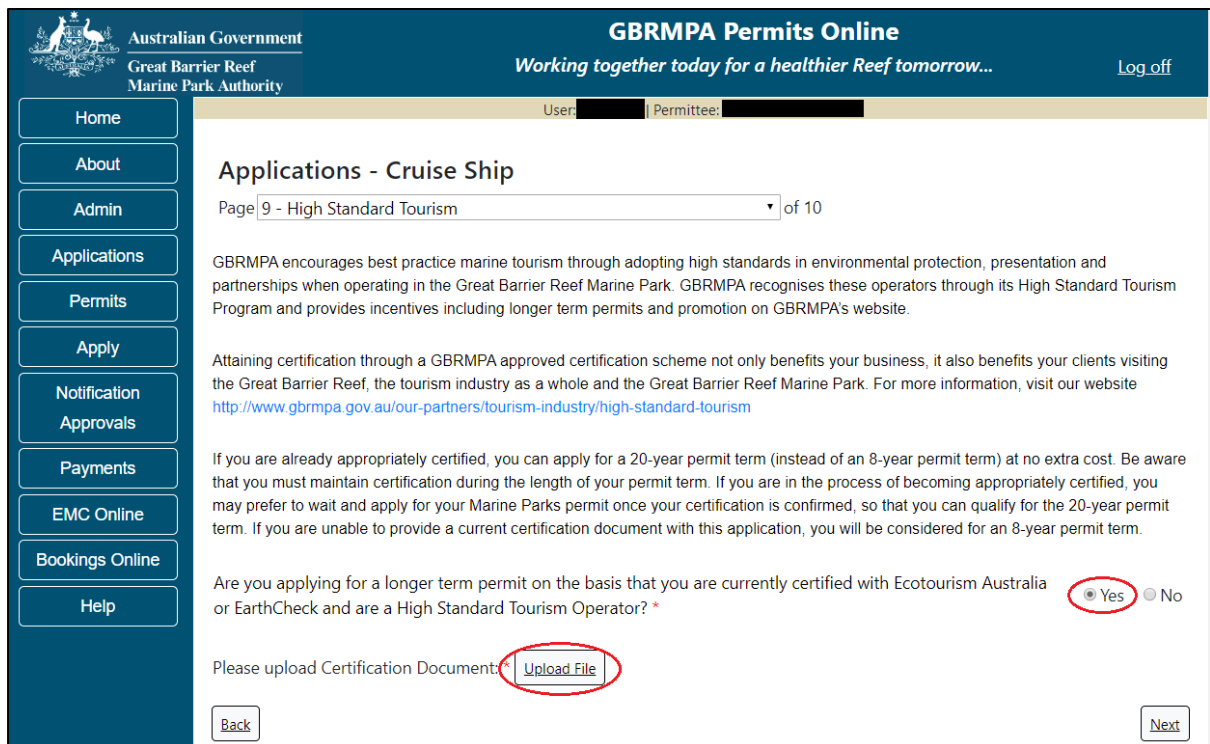 Australian Government
Great Barrier Reef
Marine Park Authority
GBRMPA Permits Online
Working together today for a healthier Reef tomorrow...
Log off
User:
| Permittee:
Home
About
Admin
Applications
Permits
Apply
Notification
Approvals
Payments
EMC Online
Bookings Online
Help
Applications - Cruise Ship
Page 9 - High Standard Tourism of 10
GBRMPA encourages best practice marine tourism through adopting high standards in environmental protection, presentation and
partnerships when operating in the Great Barrier Reef Marine Park. GBRMPA recognises these operators through its High Standard Tourism
Program and provides incentives including longer term permits and promotion on GBRMPA's website.
Attaining certification through a GBRMPA approved certification scheme not only benefits your business, it also benefits your clients visiting
the Great Barrier Reef, the tourism industry as a whole and the Great Barrier Reef Marine Park. For more information, visit our website
http://www.gbrmpa.gov.au/our-partners/tourism-industry/high-standard-tourism
If you are already appropriately certified, you can apply for a 20-year permit term (instead of an 8-year permit term) at no extra cost. Be aware
that you must maintain certification during the length of your permit term. If you are in the process of becoming appropriately certified, you
may prefer to wait and apply for your Marine Parks permit once your certification is confirmed, so that you can qualify for the 20-year permit
term. If you are unable to provide a current certification document with this application, you will be considered for an 8-year permit term.
Are you applying for a longer term permit on the basis that you are currently certified with Ecotourism Australia
or EarthCheck and are a High Standard Tourism Operator? *
Yes No
Please upload Certification Document: * Upload File
Back
Next